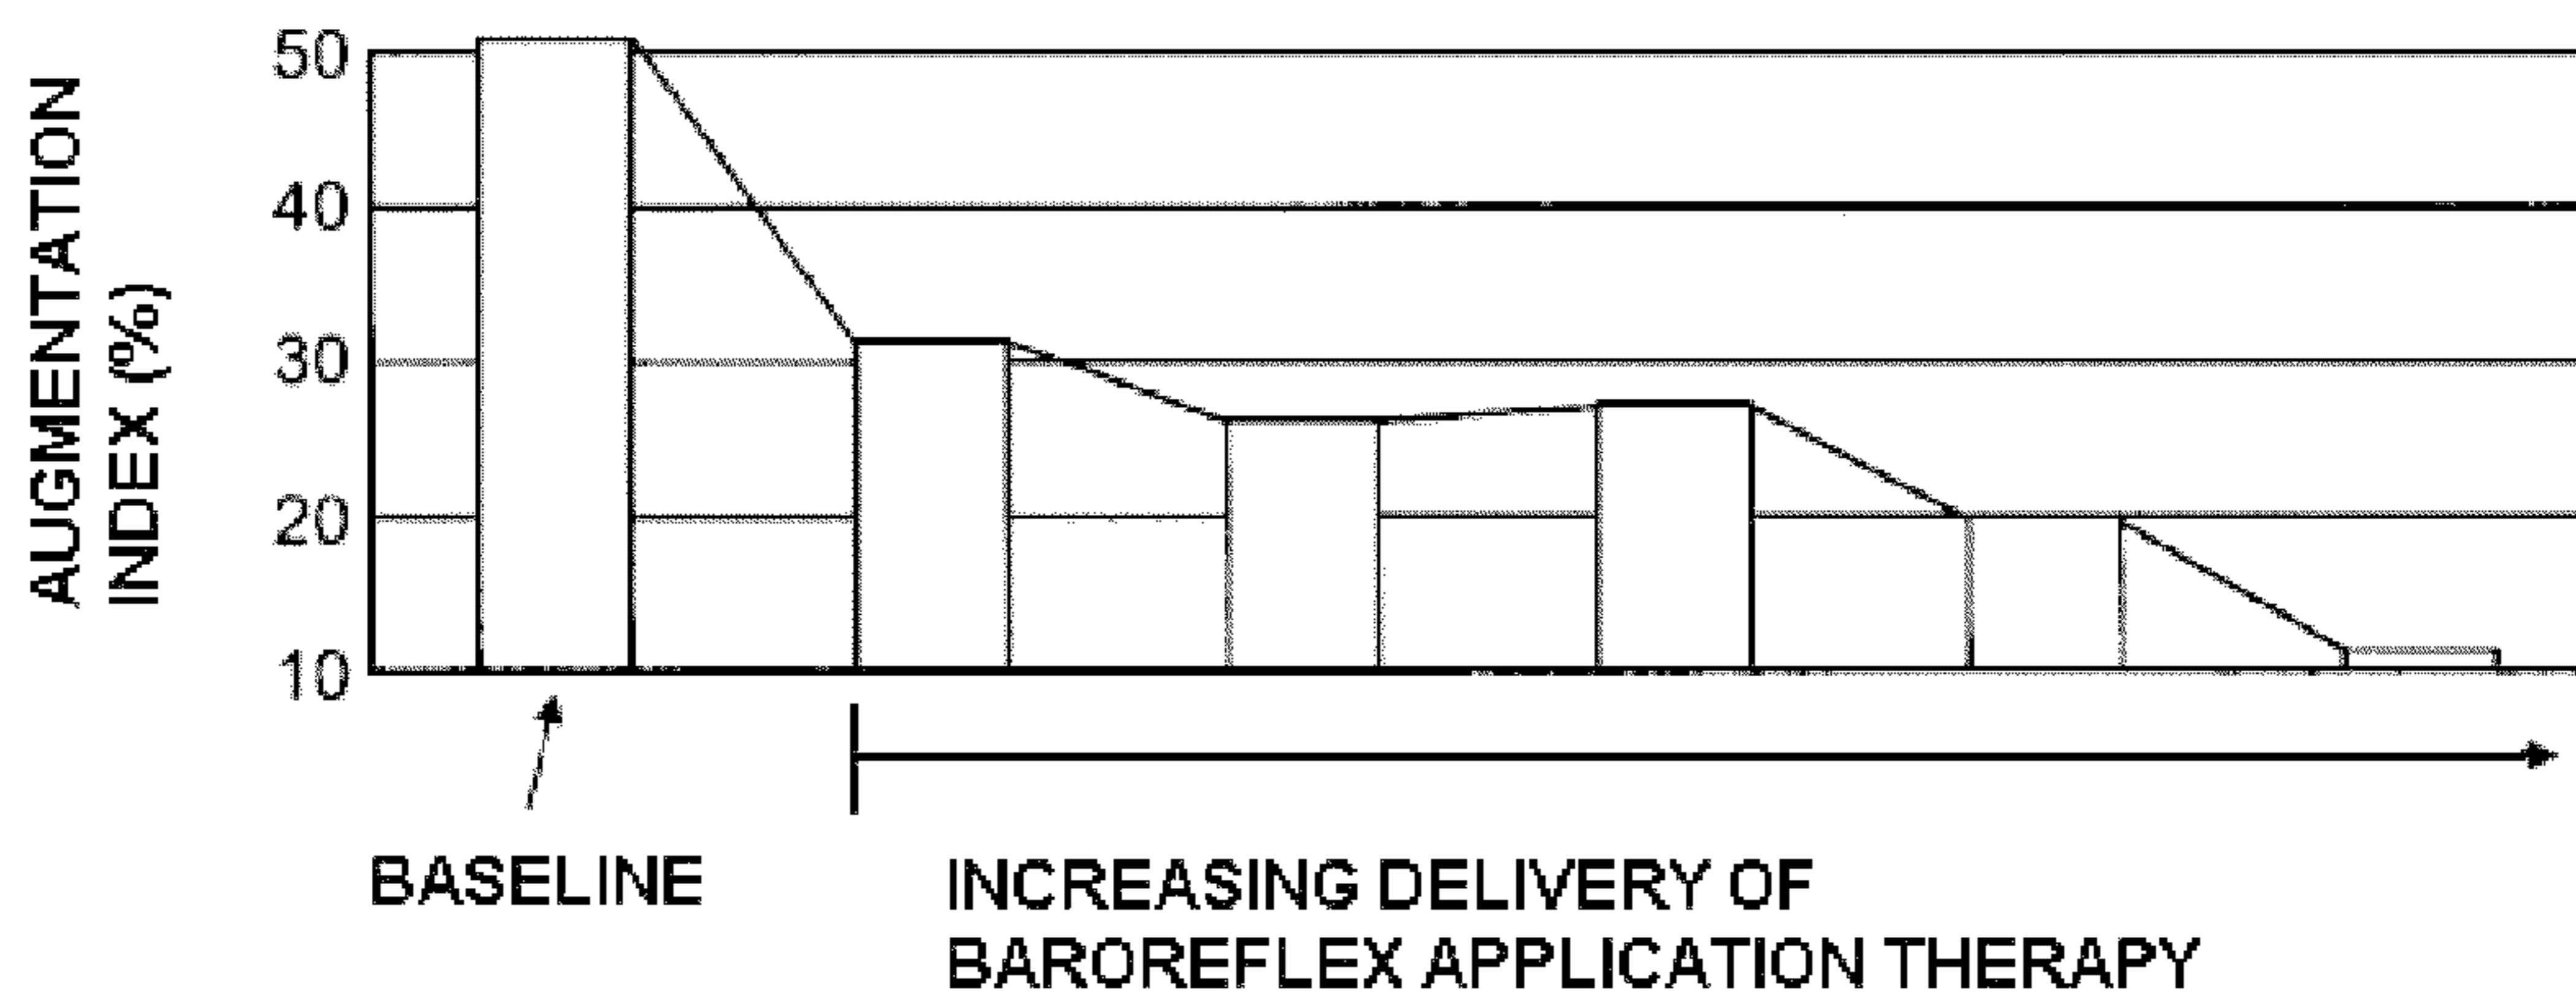 AUGMENTATION
INDEX (%)
50
40
30
20
10
BASELINE
INCREASING DELIVERY OF
BAROREFLEX APPLICATION THERAPY